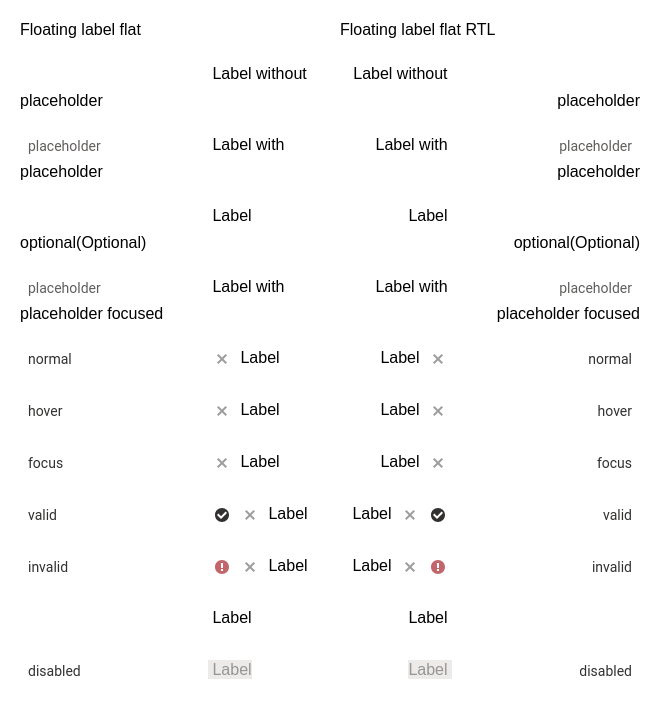 Floating label flat Floating label flat RTL
Label without Label without
placeholder placeholder
placeholder Label with Label with placeholder
placeholder placeholder
Label Label
optional(Optional) optional(Optional)
placeholder Label with Label with placeholder
placeholder focused placeholder focused
normal Label Label normal
hover Label Label hover
focus Label Label focus
valid Label Label valid
invalid Label Label invalid
Label Label
disabled Label Label disabled